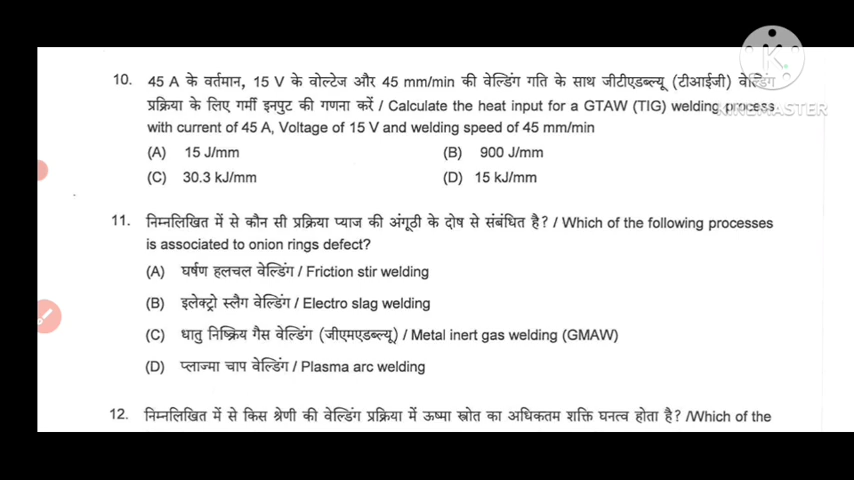 10. 45 A के वर्तमान, 15 V के वोल्टेज और 45 mm/min की वेल्डिंग गति के साथ जीटीएडब्ल्यू (टीआईजी) वेल्डिंग
प्रक्रिया के लिए गर्मी इनपुट की गणना करें / Calculate the heat input for a GTAW (TIG) welding process
with current of 45 A, Voltage of 15 V and welding speed of 45 mm/min
(A) 15 J/mm (B) 900 J/mm
(C) 30.3 kJ/mm (D) 15 kJ/mm
11. निम्नलिखित में से कौन सी प्रक्रिया प्याज की अंगूठी के दोष से संबंधित है? / Which of the following processes
is associated to onion rings defect?
(A) घर्षण हलचल वेल्डिंग / Friction stir welding
(B) इलेक्ट्रो स्लैग वेल्डिंग / Electro slag welding
(C) धातु निष्क्रिय गैस वेल्डिंग (जीएमएडब्ल्यू) / Metal inert gas welding (GMAW)
(D) प्लाज्मा चाप वेल्डिंग / Plasma arc welding
12. निम्नलिखित में से किस श्रेणी की वेल्डिंग प्रक्रिया में ऊष्मा स्त्रोत का अधिकतम शक्ति घनत्व होता है? /Which of the
K
KINEMASTER